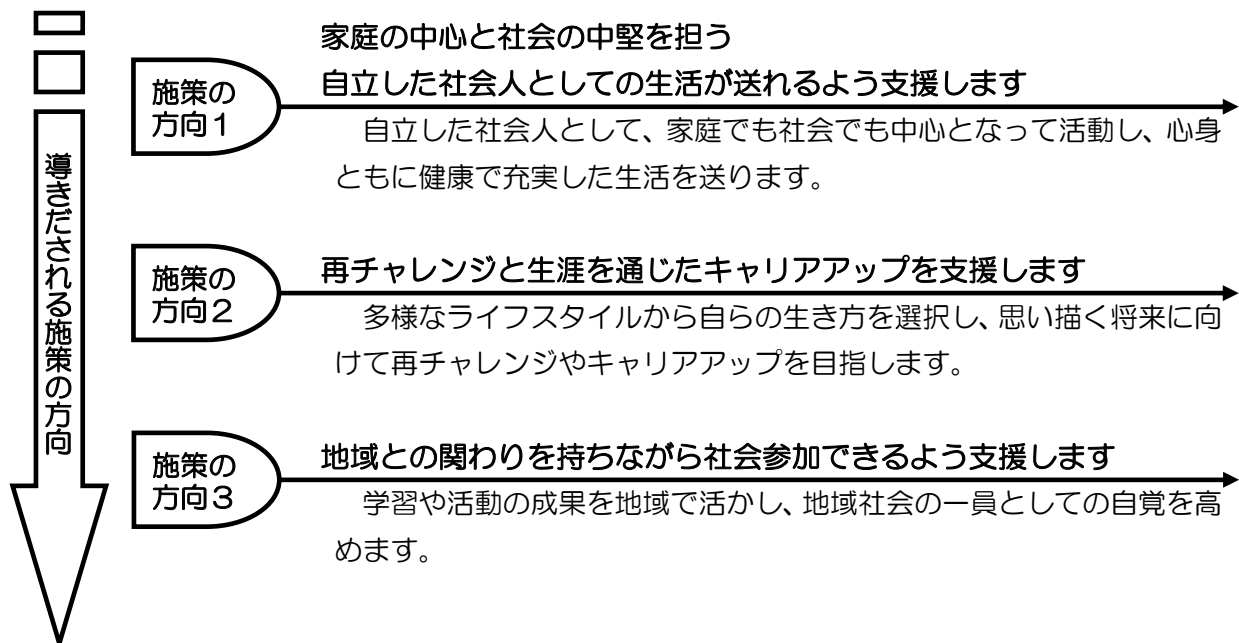 導きだされる施策の方向
施策の
方向１
家庭の中心と社会の中堅を担う
自立した社会人としての生活が送れるよう支援します
自立した社会人として、家庭でも社会でも中心となって活動し、心身
ともに健康で充実した生活を送ります。
施策の
方向２
再チャレンジと生涯を通じたキャリアアップを支援します
多様なライフスタイルから自らの生き方を選択し、思い描く将来に向
けて再チャレンジやキャリアアップを目指します。
施策の
方向３
地域との関わりを持ちながら社会参加できるよう支援します
学習や活動の成果を地域で活かし、地域社会の一員としての自覚を高
めます。